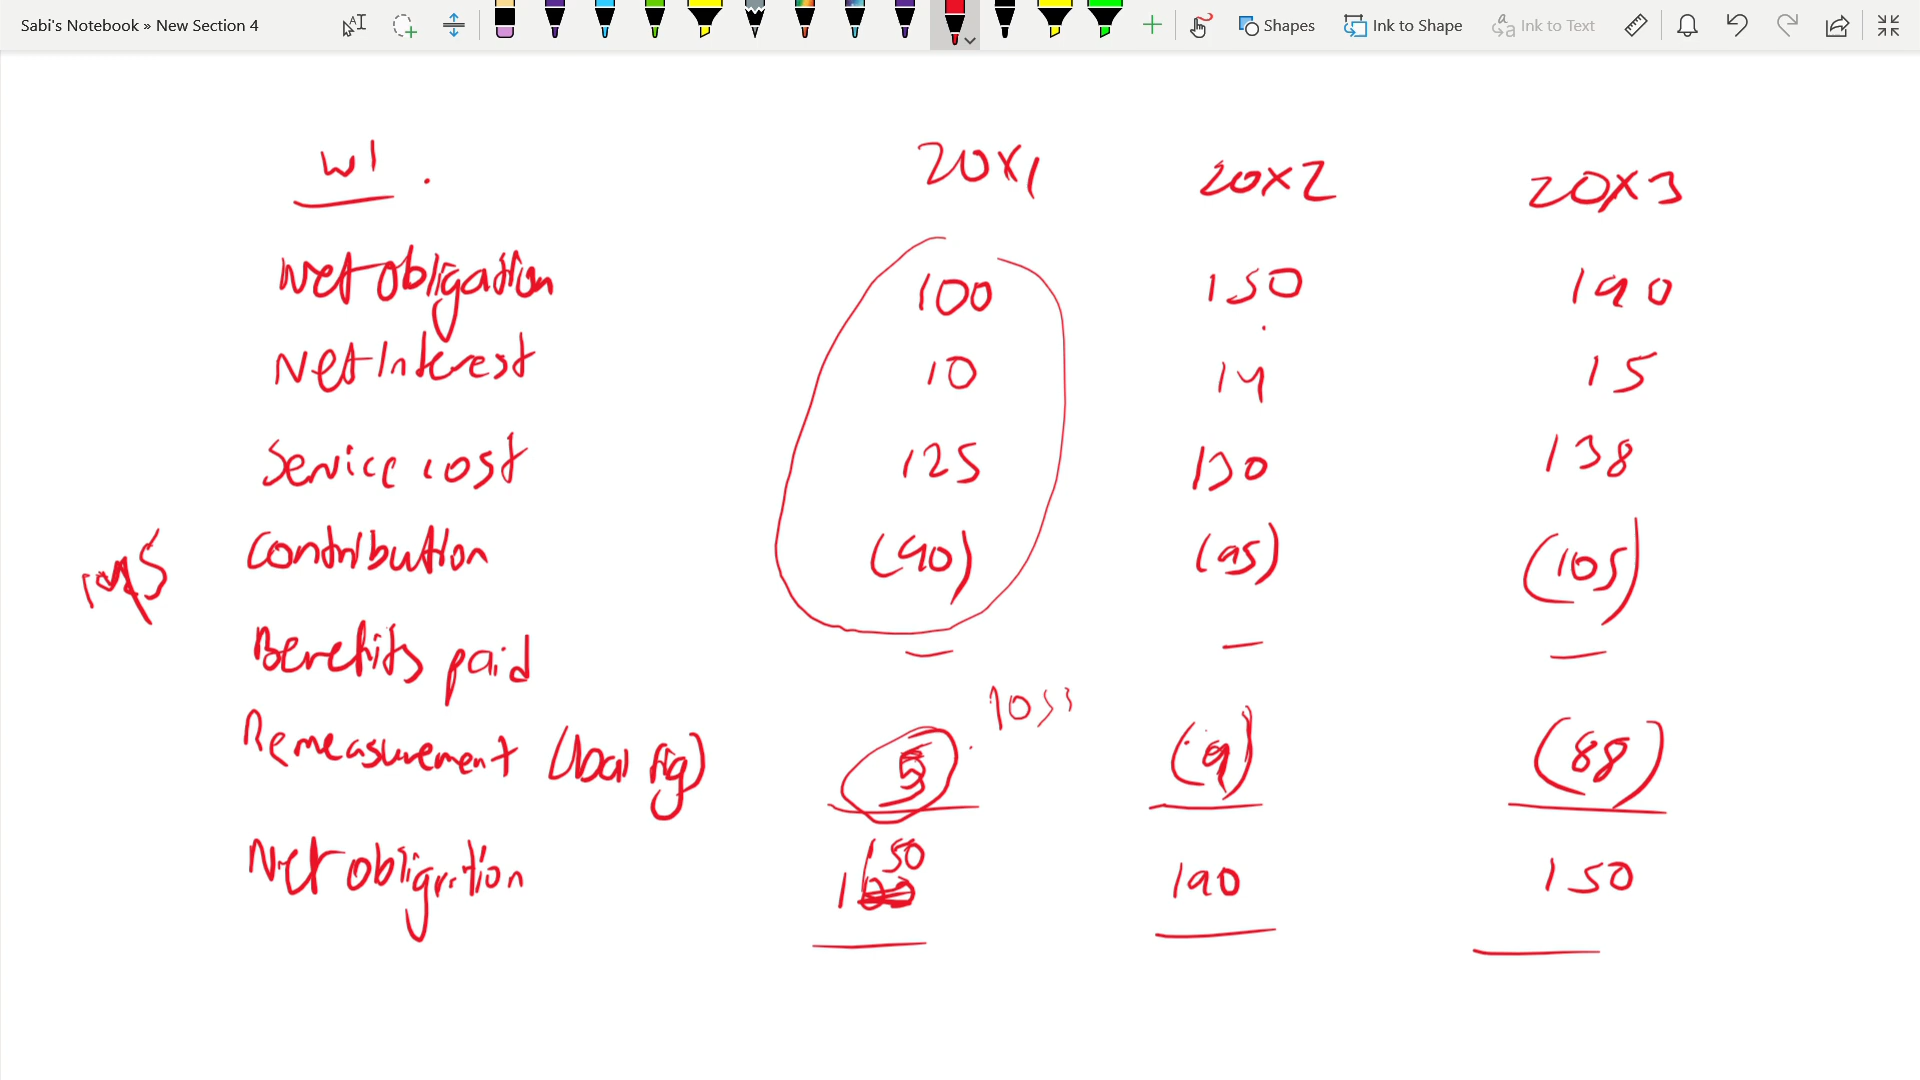 Sabi's Notebook » New Section 4 Shapes Ink to Shape Ink to Text
W1 . 20X1 20X2 20X3
Net obligation 100 150 190
Net Interest 10 14 15
Service cost 125 130 138
Contribution (90) (95) (105)
Benefits paid — — —
loss
Remeasurement (bal fig) 5 (9) (88)
Net obligation 150 190 150